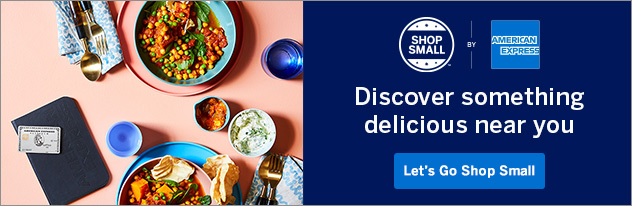 SHOP
SMALL
BY
AMERICAN
EXPRESS
Discover something
delicious near you
Let's Go Shop Small